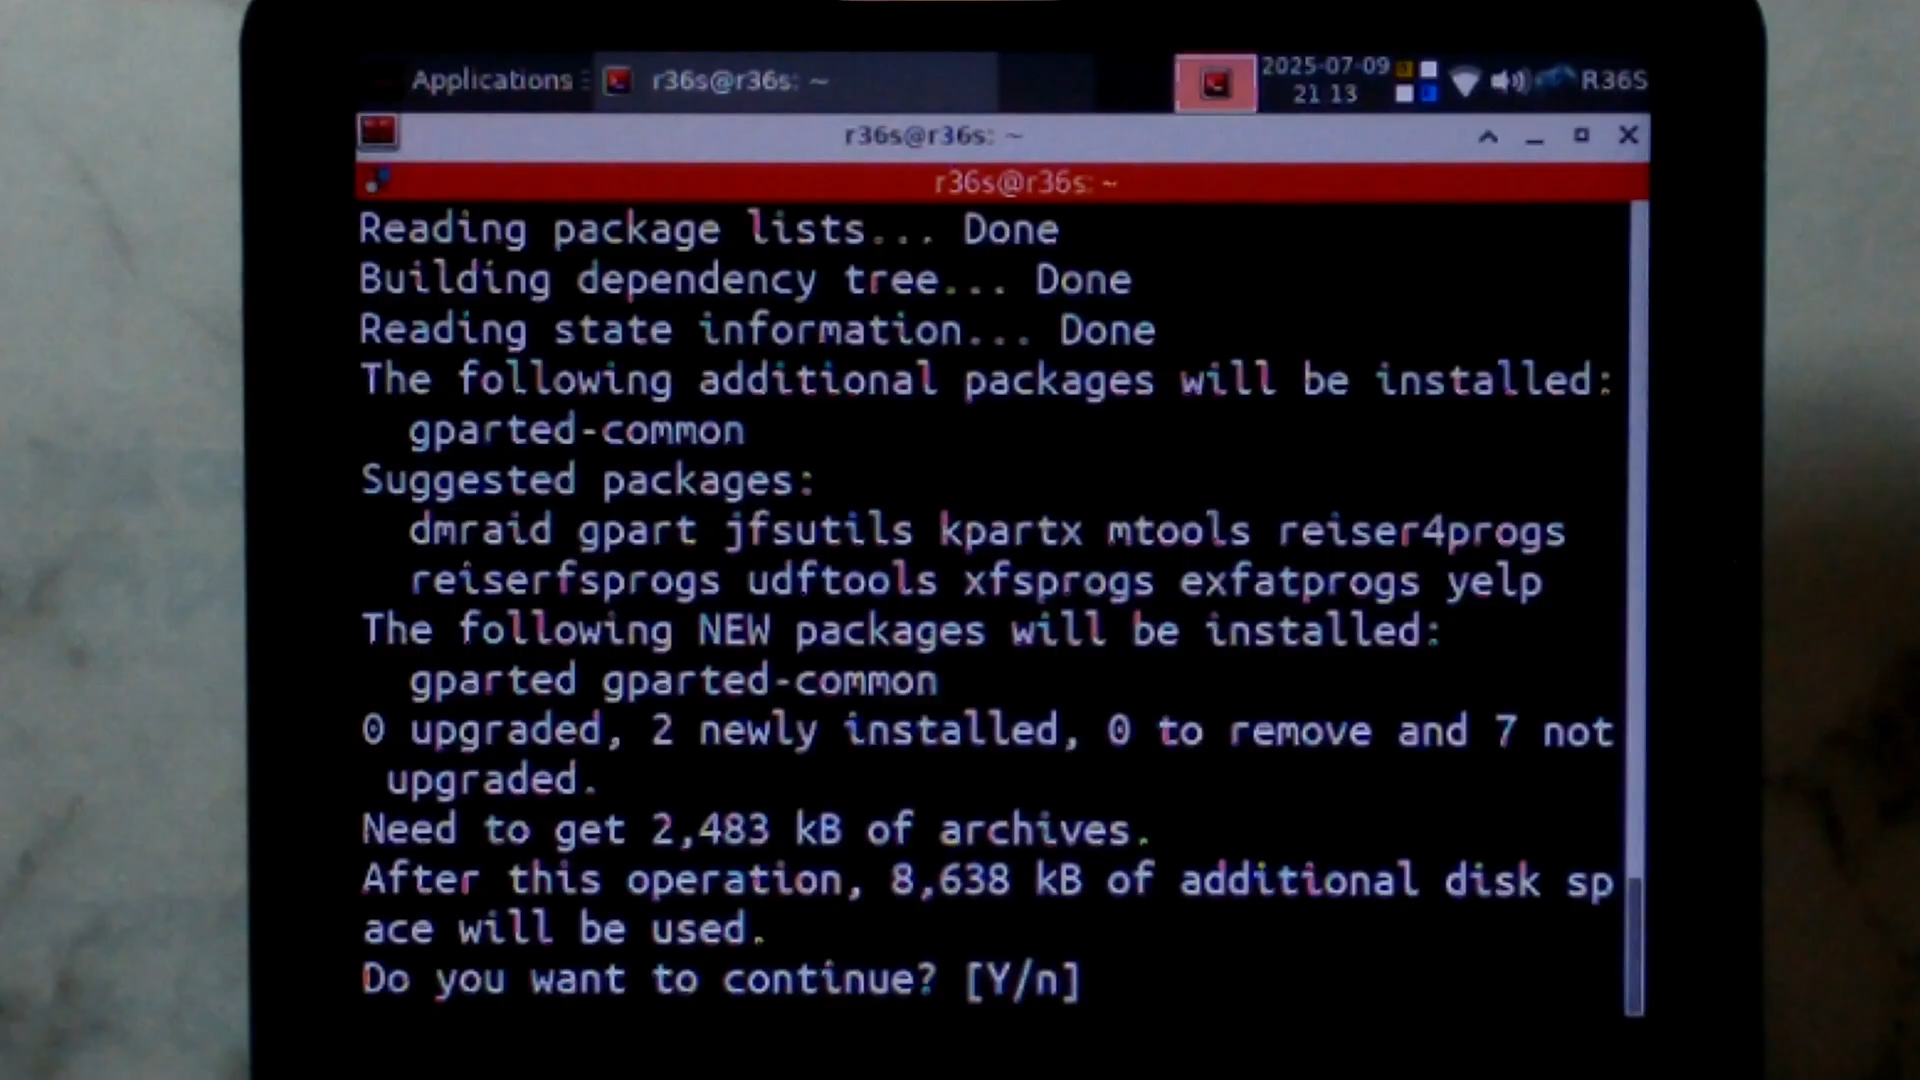 Applications
r36s@r36s: ~
2025-07-09
21 13
R36S
r36s@r36s: ~
r36s@r36s: ~
Reading package lists... Done
Building dependency tree... Done
Reading state information... Done
The following additional packages will be installed:
gparted-common
Suggested packages:
dmraid gpart jfsutils kpartx mtools reiser4progs
reiserfsprogs udftools xfsprogs exfatprogs yelp
The following NEW packages will be installed:
gparted gparted-common
0 upgraded, 2 newly installed, 0 to remove and 7 not
upgraded.
Need to get 2,483 kB of archives.
After this operation, 8,638 kB of additional disk sp
ace will be used.
Do you want to continue? [Y/n]